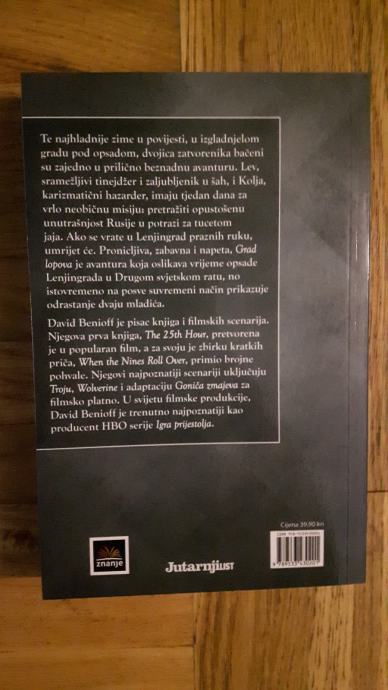 Te najhladnije zime u povijesti, u izgladnjelom
gradu pod opsadom, dvojica zatvorenika bačeni
su zajedno u prilično beznadnu avanturu. Lev,
sramežljivi tinejdžer i zaljubljenik u šah, i Kolja,
karizmatični hazarder, imaju tjedan dana za
vrlo neobičnu misiju pretražiti opustošenu
unutrašnjost Rusije u potrazi za tucetom
jaja. Ako se vrate u Lenjingrad praznih ruku,
umrijet će. Pronicljiva, zabavna i napeta, Grad
lopova je avantura koja oslikava vrijeme opsade
Lenjingrada u Drugom svjetskom ratu, no
istovremeno na posve suvremeni način prikazuje
odrastanje dvaju mladića.
David Benioff je pisac knjiga i filmskih scenarija.
Njegova prva knjiga, The 25th Hour, pretvorena
je u popularan film, a za svoju je zbirku kratkih
priča, When the Nines Roll Over, primio brojne
pohvale. Njegovi najpoznatiji scenariji uključuju
Troju, Wolverine i adaptaciju Goniča zmajeva za
filmsko platno. U svijetu filmske produkcije,
David Benioff je trenutno najpoznatiji kao
producent HBO serije Igra prijestolja.
Cijena 39,90 kn
znanje
Jutarnji LIST